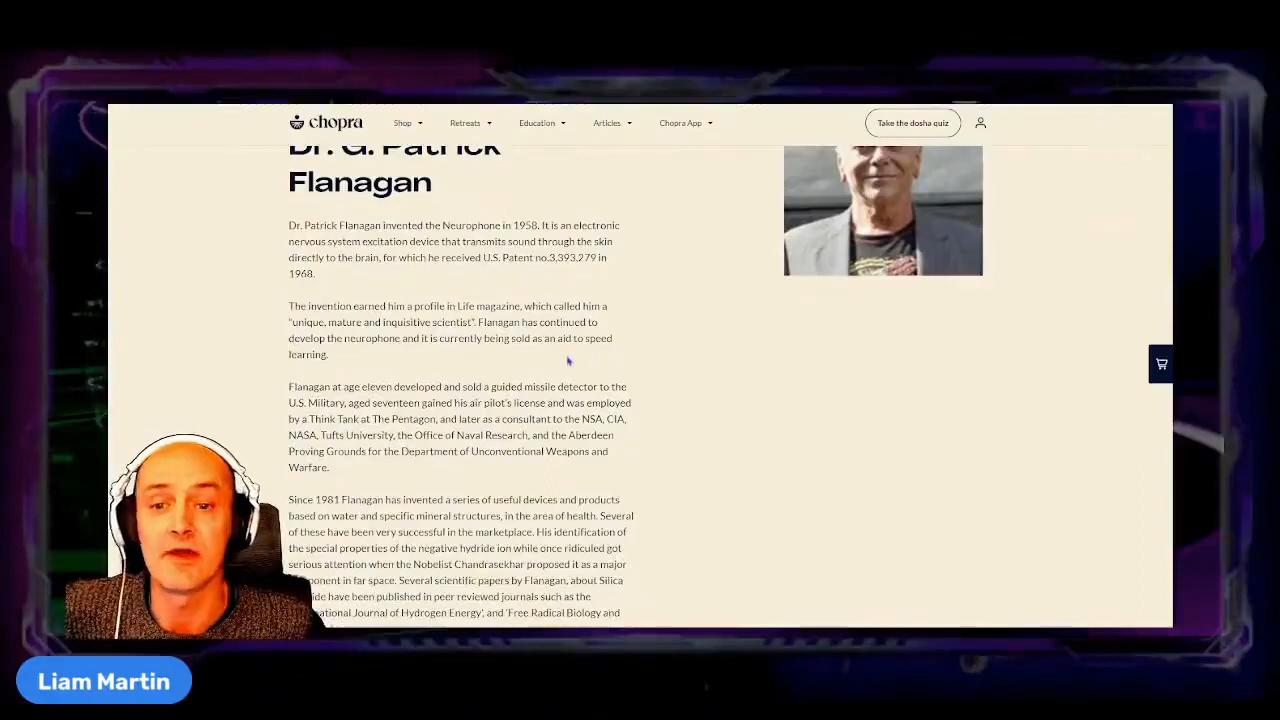 chopra
Shop
Retreats
Education
Articles
Chopra App
Take the dosha quiz
Dr. G. Patrick
Flanagan
Dr. Patrick Flanagan invented the Neurophone in 1958. It is an electronic
nervous system excitation device that transmits sound through the skin
directly to the brain, for which he received U.S. Patent no.3,393,279 in
1968.
The invention earned him a profile in Life magazine, which called him a
"unique, mature and inquisitive scientist". Flanagan has continued to
develop the neurophone and it is currently being sold as an aid to speed
learning.
Flanagan at age eleven developed and sold a guided missile detector to the
U.S. Military, aged seventeen gained his air pilot's license and was employed
by a Think Tank at The Pentagon, and later as a consultant to the NSA, CIA,
NASA, Tufts University, the Office of Naval Research, and the Aberdeen
Proving Grounds for the Department of Unconventional Weapons and
Warfare.
Since 1981 Flanagan has invented a series of useful devices and products
based on water and specific mineral structures, in the area of health. Several
of these have been very successful in the marketplace. His identification of
the special properties of the negative hydride ion while once ridiculed got
serious attention when the Nobelist Chandrasekhar proposed it as a major
ponent in far space. Several scientific papers by Flanagan, about Silica
ide have been published in peer reviewed journals such as the
national Journal of Hydrogen Energy', and 'Free Radical Biology and
Liam Martin